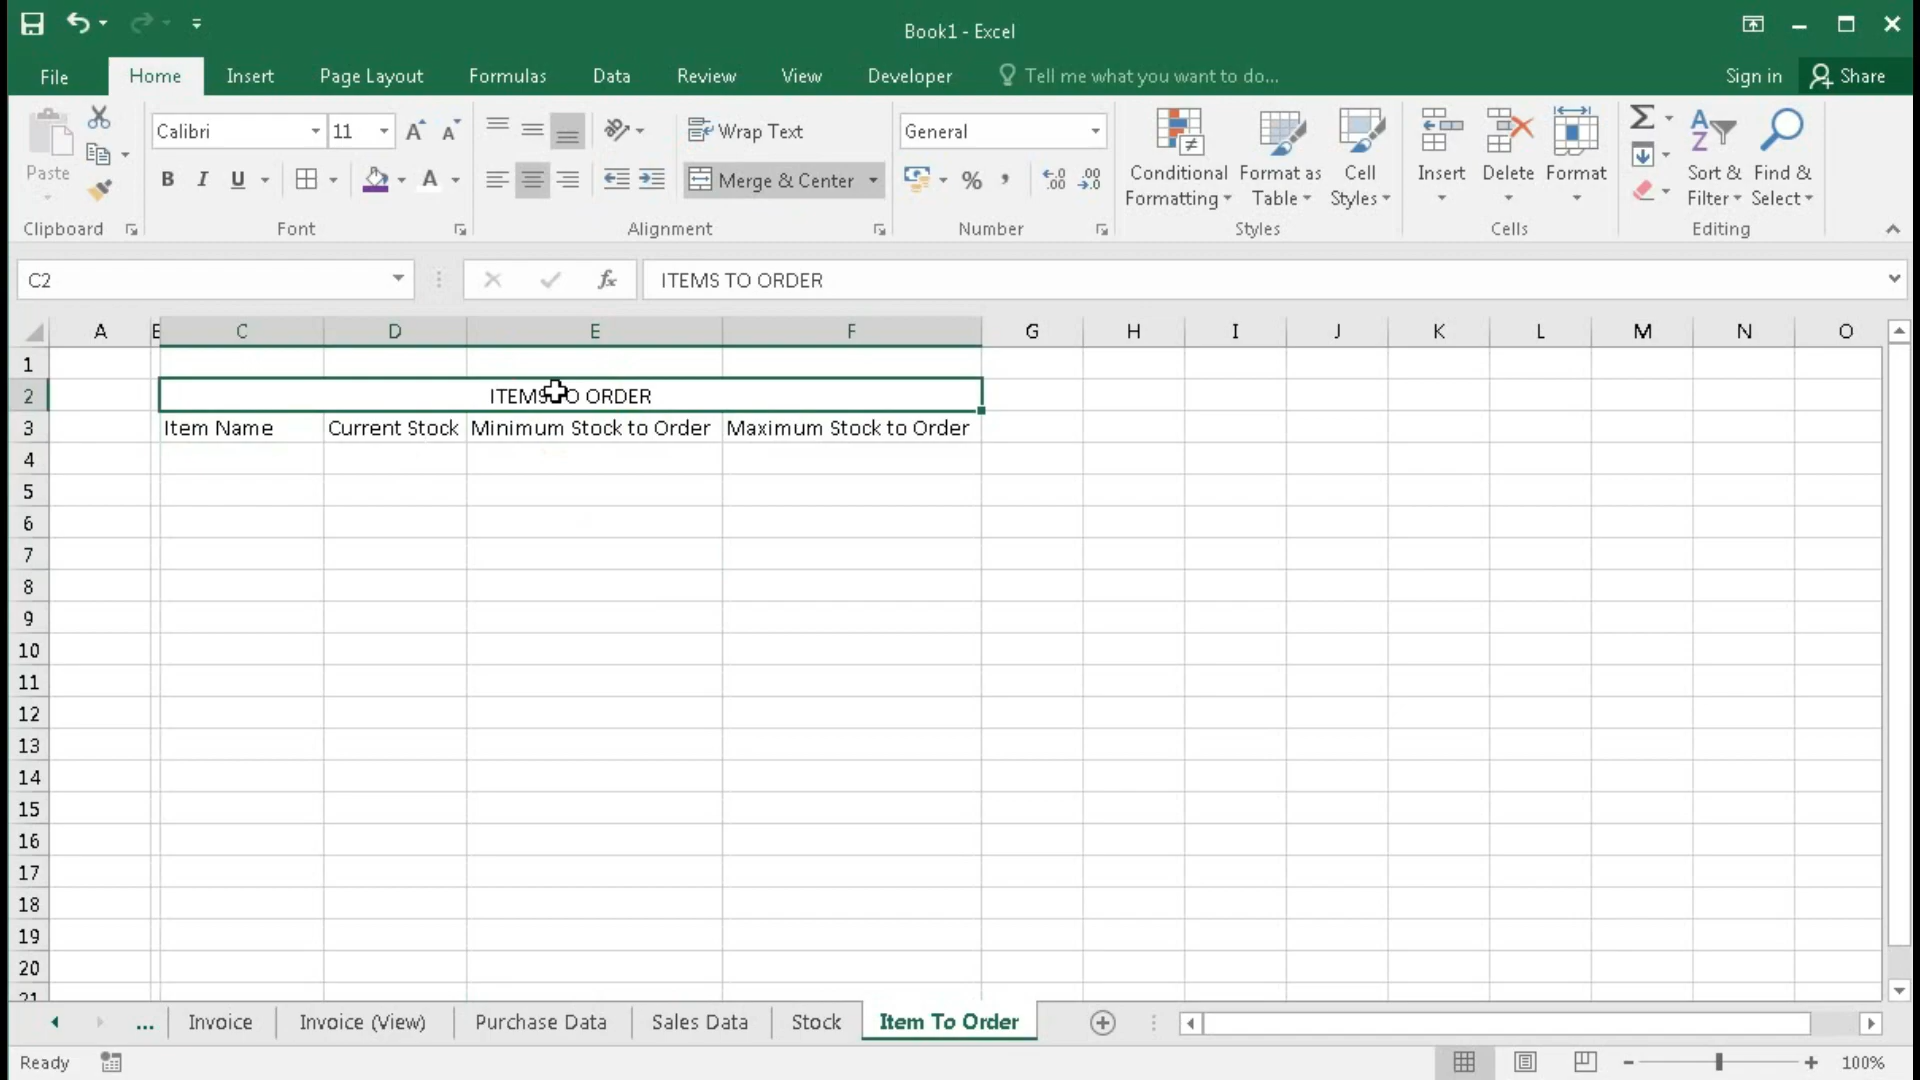 Book1 - Excel
File Home Insert Page Layout Formulas Data Review View Developer Tell me what you want to do... Sign in Share
Paste Calibri 11 Wrap Text General
B I U Merge & Center % Conditional Formatting Format as Table Cell Styles Insert Delete Format Sort & Filter Find & Select
Clipboard Font Alignment Number Styles Cells Editing
C2 fx ITEMS TO ORDER
A C D E F G H I J K L M N O
1
2 ITEMS TO ORDER
3 Item Name Current Stock Minimum Stock to Order Maximum Stock to Order
4
5
6
7
8
9
10
11
12
13
14
15
16
17
18
19
20
21
... Invoice Invoice (View) Purchase Data Sales Data Stock Item To Order
Ready 100%